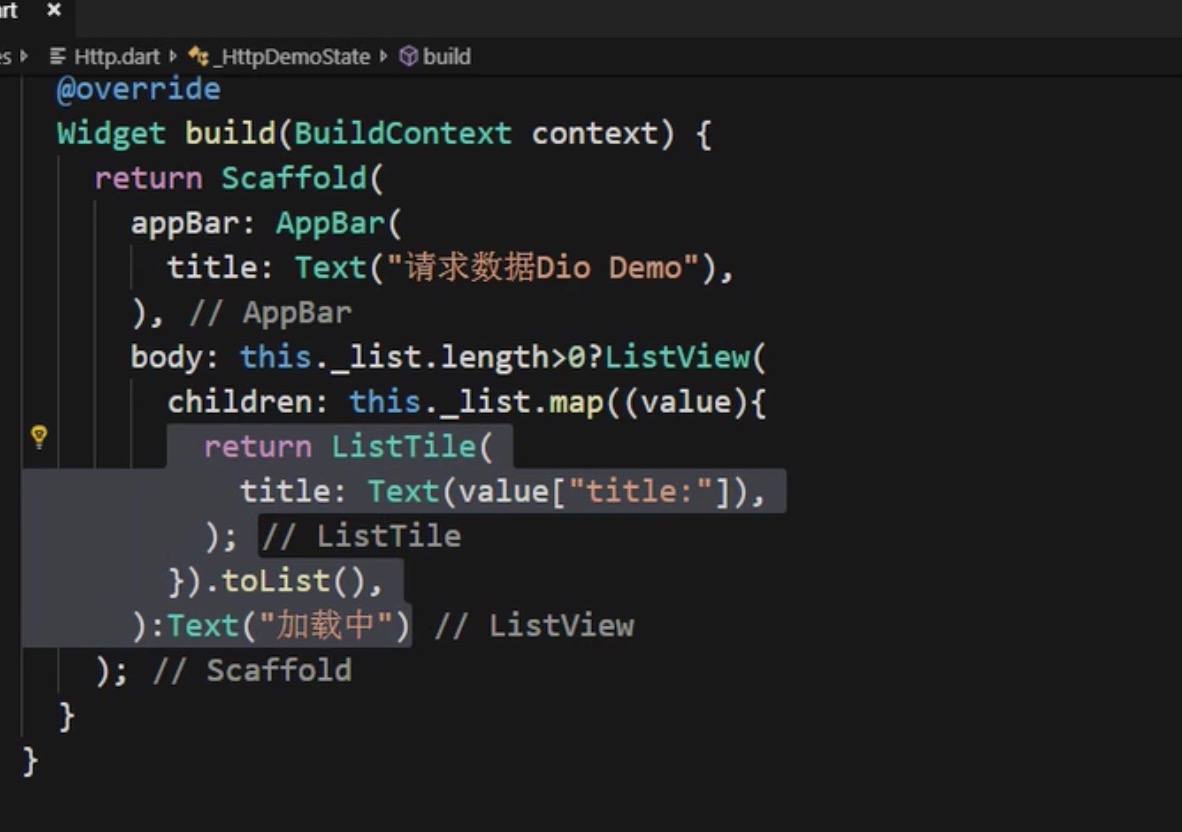 rt ×
s Http.dart _HttpDemoState build
@override
Widget build(BuildContext context) {
return Scaffold(
appBar: AppBar(
title: Text("请求数据Dio Demo"),
), // AppBar
body: this._list.length>0?ListView(
children: this._list.map((value){
return ListTile(
title: Text(value["title:"]),
); // ListTile
}).toList(),
):Text("加载中") // ListView
); // Scaffold
}
}